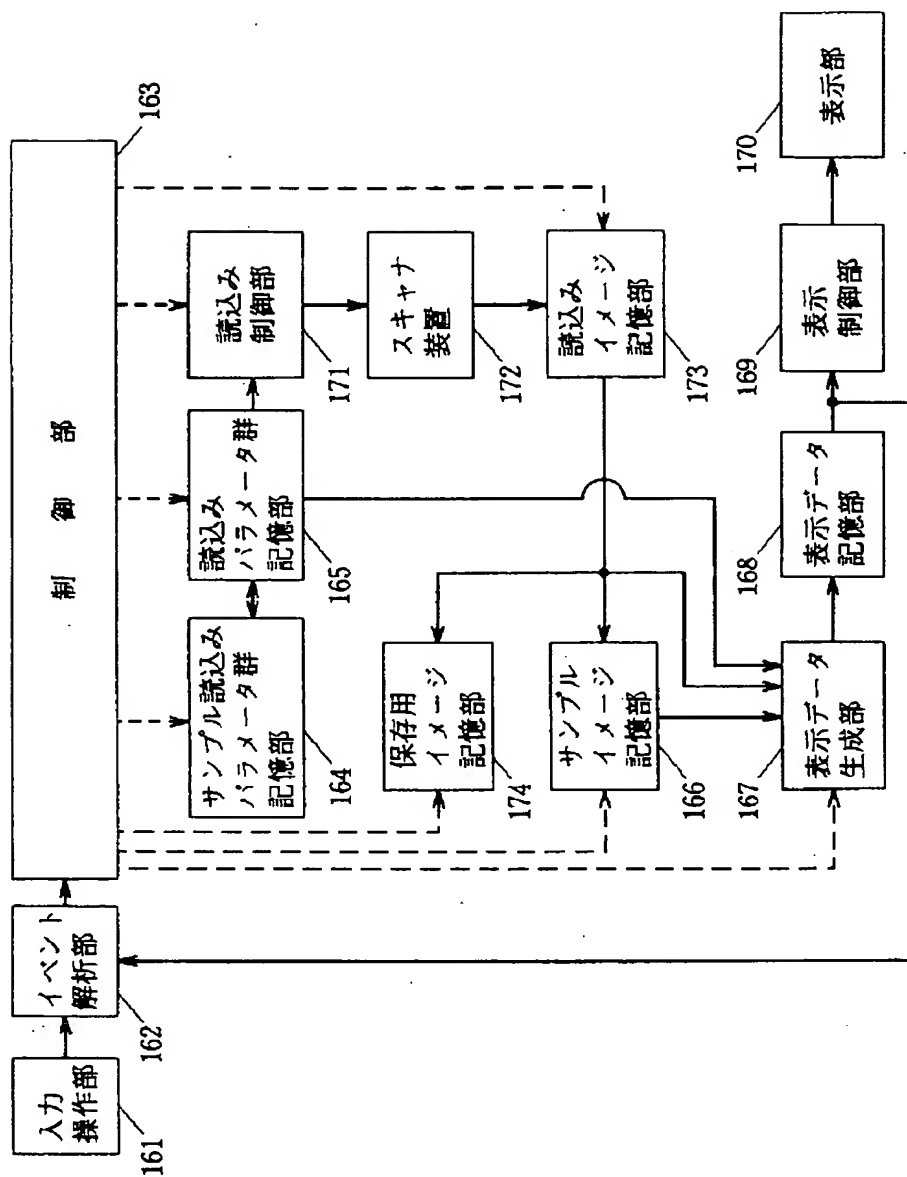 制御部
163
イベント
解析部
162
入力
操作部
161
サンプル読込み
パラメータ群
記憶部
164
読込み
パラメータ群
記憶部
165
読込み
制御部
171
スキャナ
装置
172
読込み
イメージ
記憶部
173
保存用
イメージ
記憶部
174
サンプル
イメージ
記憶部
166
表示データ
生成部
167
表示データ
記憶部
168
表示
制御部
169
表示部
170